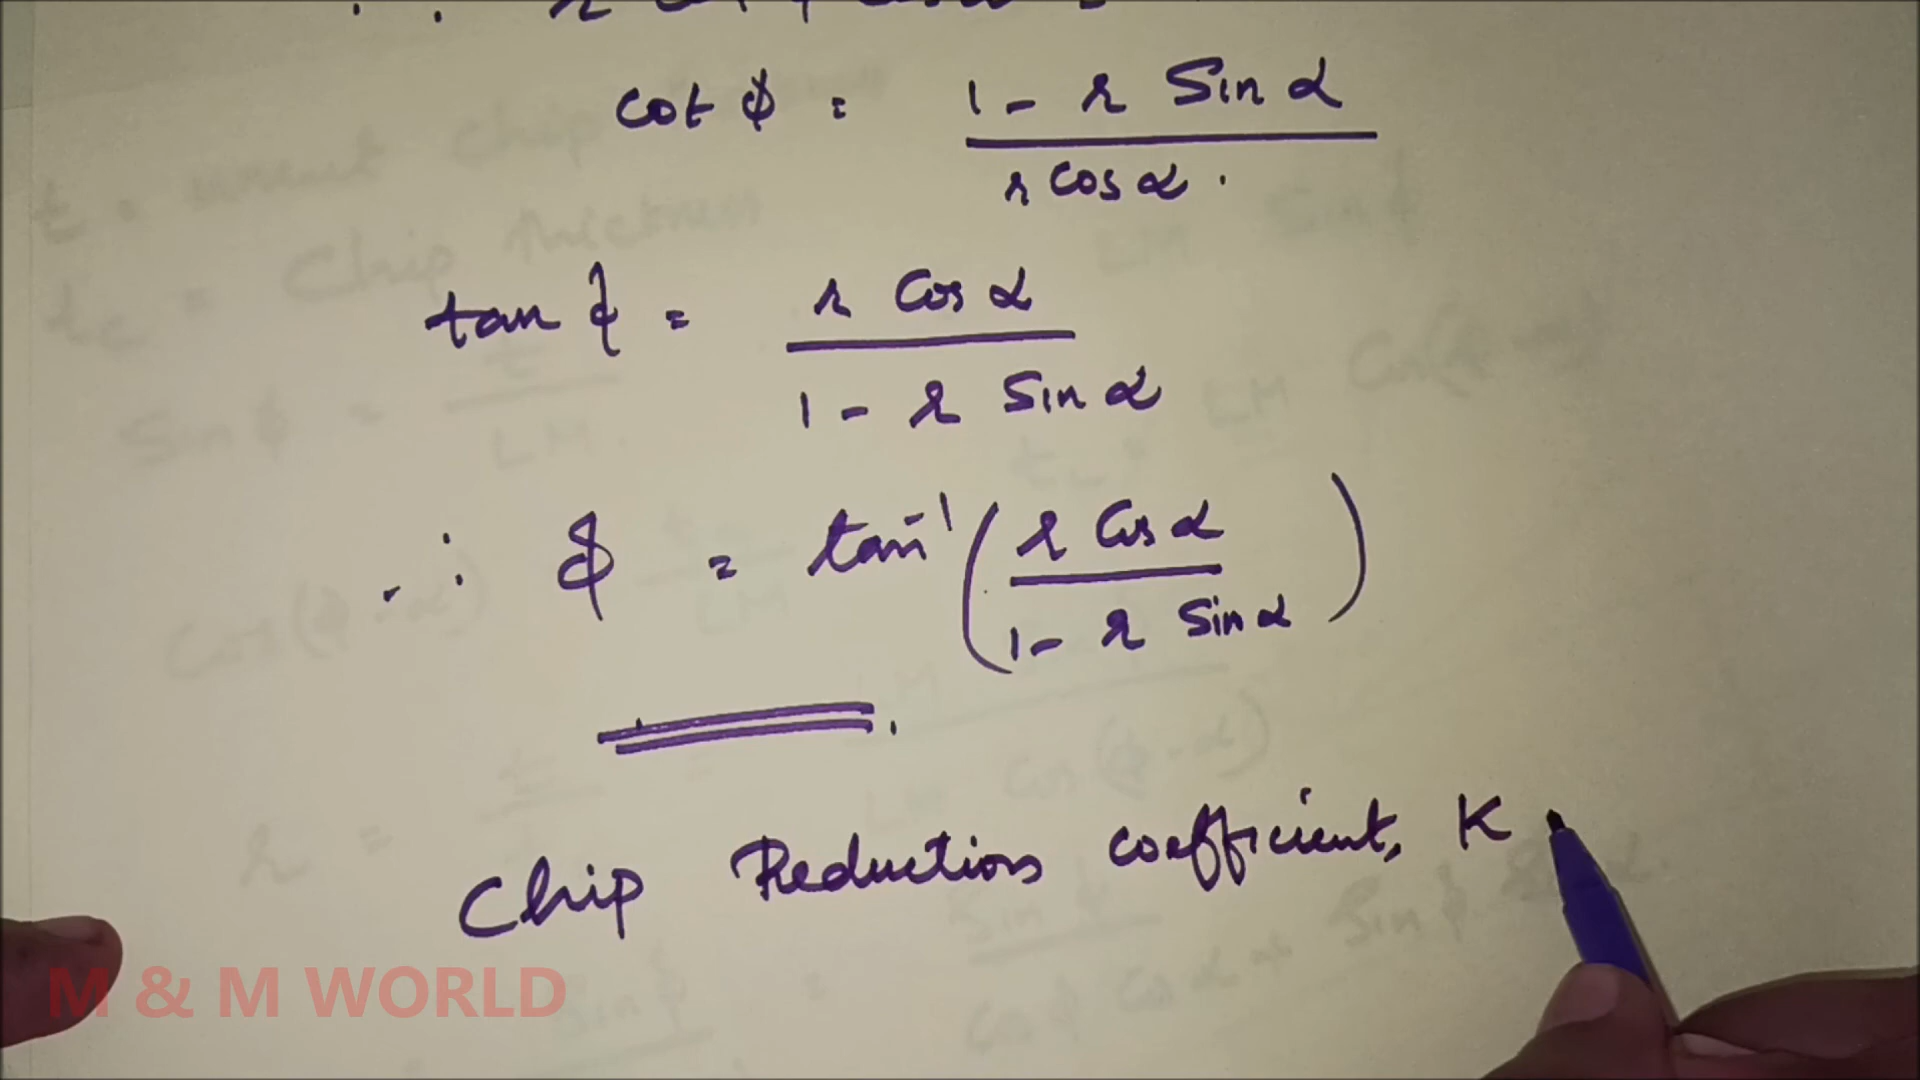 cot φ = 1 - r Sin α / r cos α.
tan φ = r Cos α / 1 - r Sin α
∴ φ = tan⁻¹ ( r Cos α / 1 - r Sin α )
Chip Reduction coefficient, K
M & M WORLD